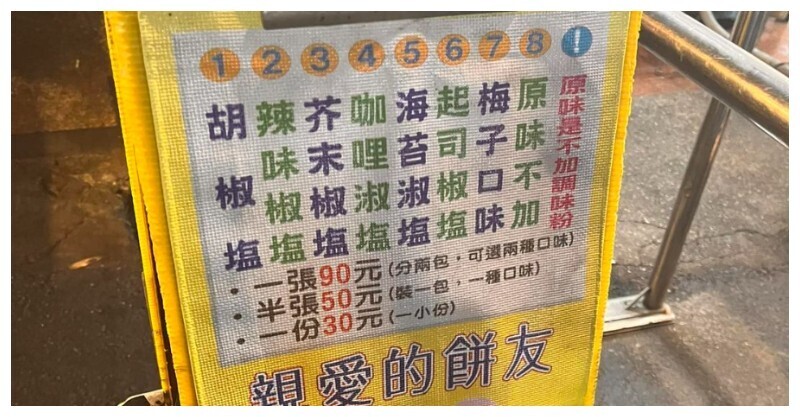 1 2 3 4 5 6 7 8 !
胡椒塩
辣味椒塩
芥末椒塩
咖哩淑塩
海苔淑塩
起司椒塩
梅子口味
原味不加
原味是不加調味粉
・一張90元(分兩包，可選兩種口味)
・半張50元(裝一包，一種口味)
・一份30元(一小份)
親愛的餅友